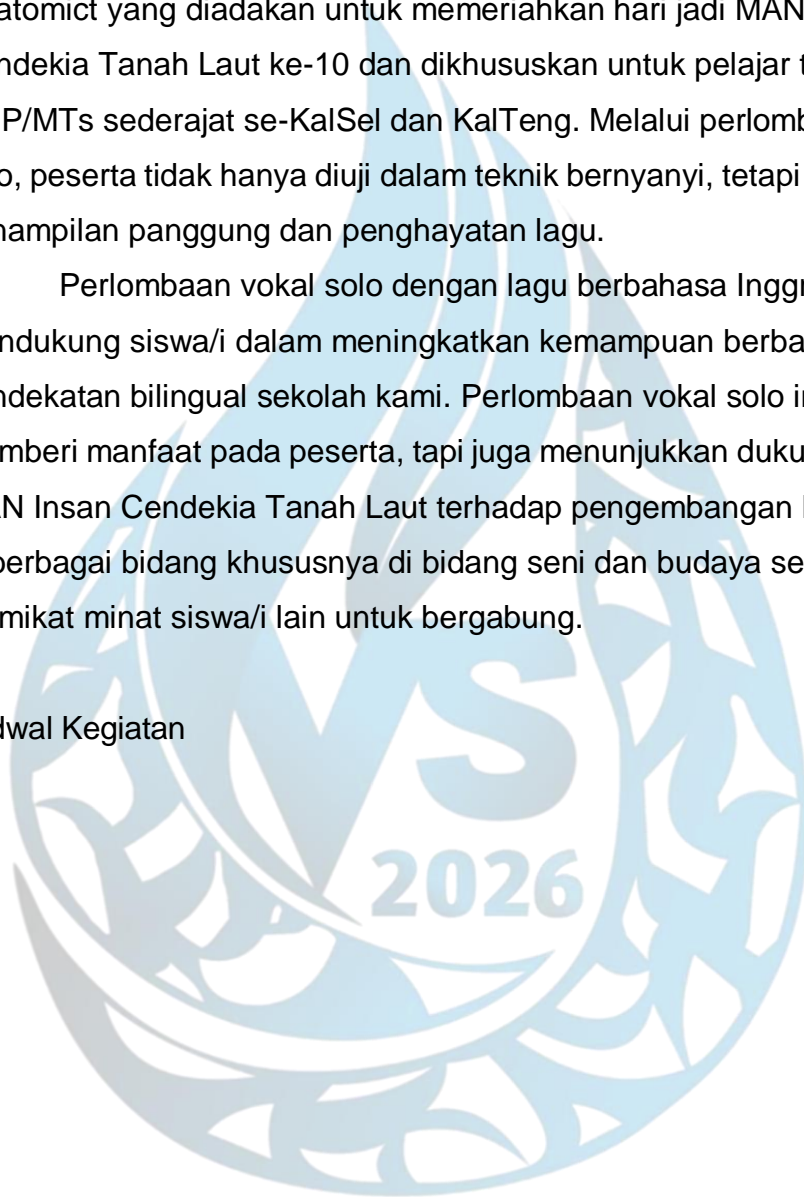 atomict yang diadakan untuk memeriahkan hari jadi MAN
ndekia Tanah Laut ke-10 dan dikhususkan untuk pelajar t
P/MTs sederajat se-KalSel dan KalTeng. Melalui perlomb
o, peserta tidak hanya diuji dalam teknik bernyanyi, tetapi
nampilan panggung dan penghayatan lagu.
Perlombaan vokal solo dengan lagu berbahasa Inggr
ndukung siswa/i dalam meningkatkan kemampuan berba
ndekatan bilingual sekolah kami. Perlombaan vokal solo in
mberi manfaat pada peserta, tapi juga menunjukkan duku
AN Insan Cendekia Tanah Laut terhadap pengembangan
berbagai bidang khususnya di bidang seni dan budaya se
mikat minat siswa/i lain untuk bergabung.
dwal Kegiatan
VS
2026